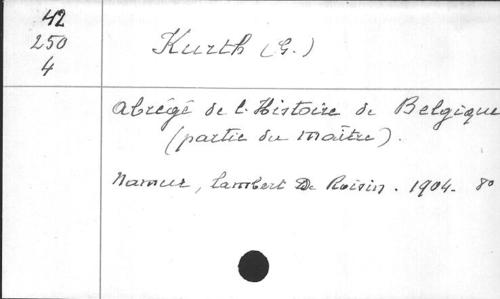 42
250
4
Kurth (G.)
Abrégé de l'Histoire de Belgique
(partie du maître).
Namur, Lambert De Roisin. 1904. 8°